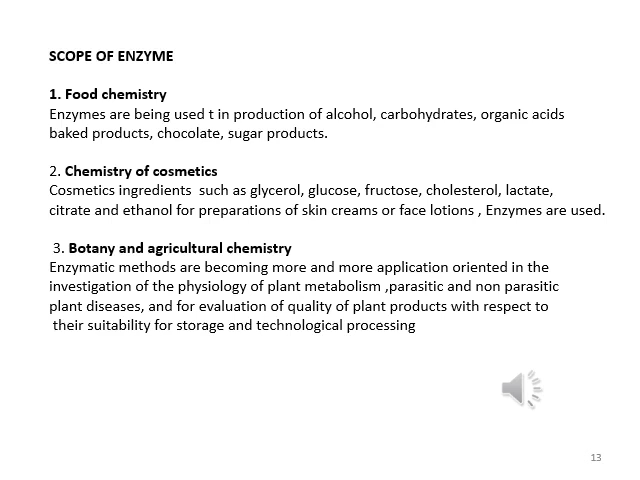 SCOPE OF ENZYME
1. Food chemistry
Enzymes are being used t in production of alcohol, carbohydrates, organic acids
baked products, chocolate, sugar products.
2. Chemistry of cosmetics
Cosmetics ingredients  such as glycerol, glucose, fructose, cholesterol, lactate,
citrate and ethanol for preparations of skin creams or face lotions , Enzymes are used.
3. Botany and agricultural chemistry
Enzymatic methods are becoming more and more application oriented in the
investigation of the physiology of plant metabolism ,parasitic and non parasitic
plant diseases, and for evaluation of quality of plant products with respect to
their suitability for storage and technological processing
13